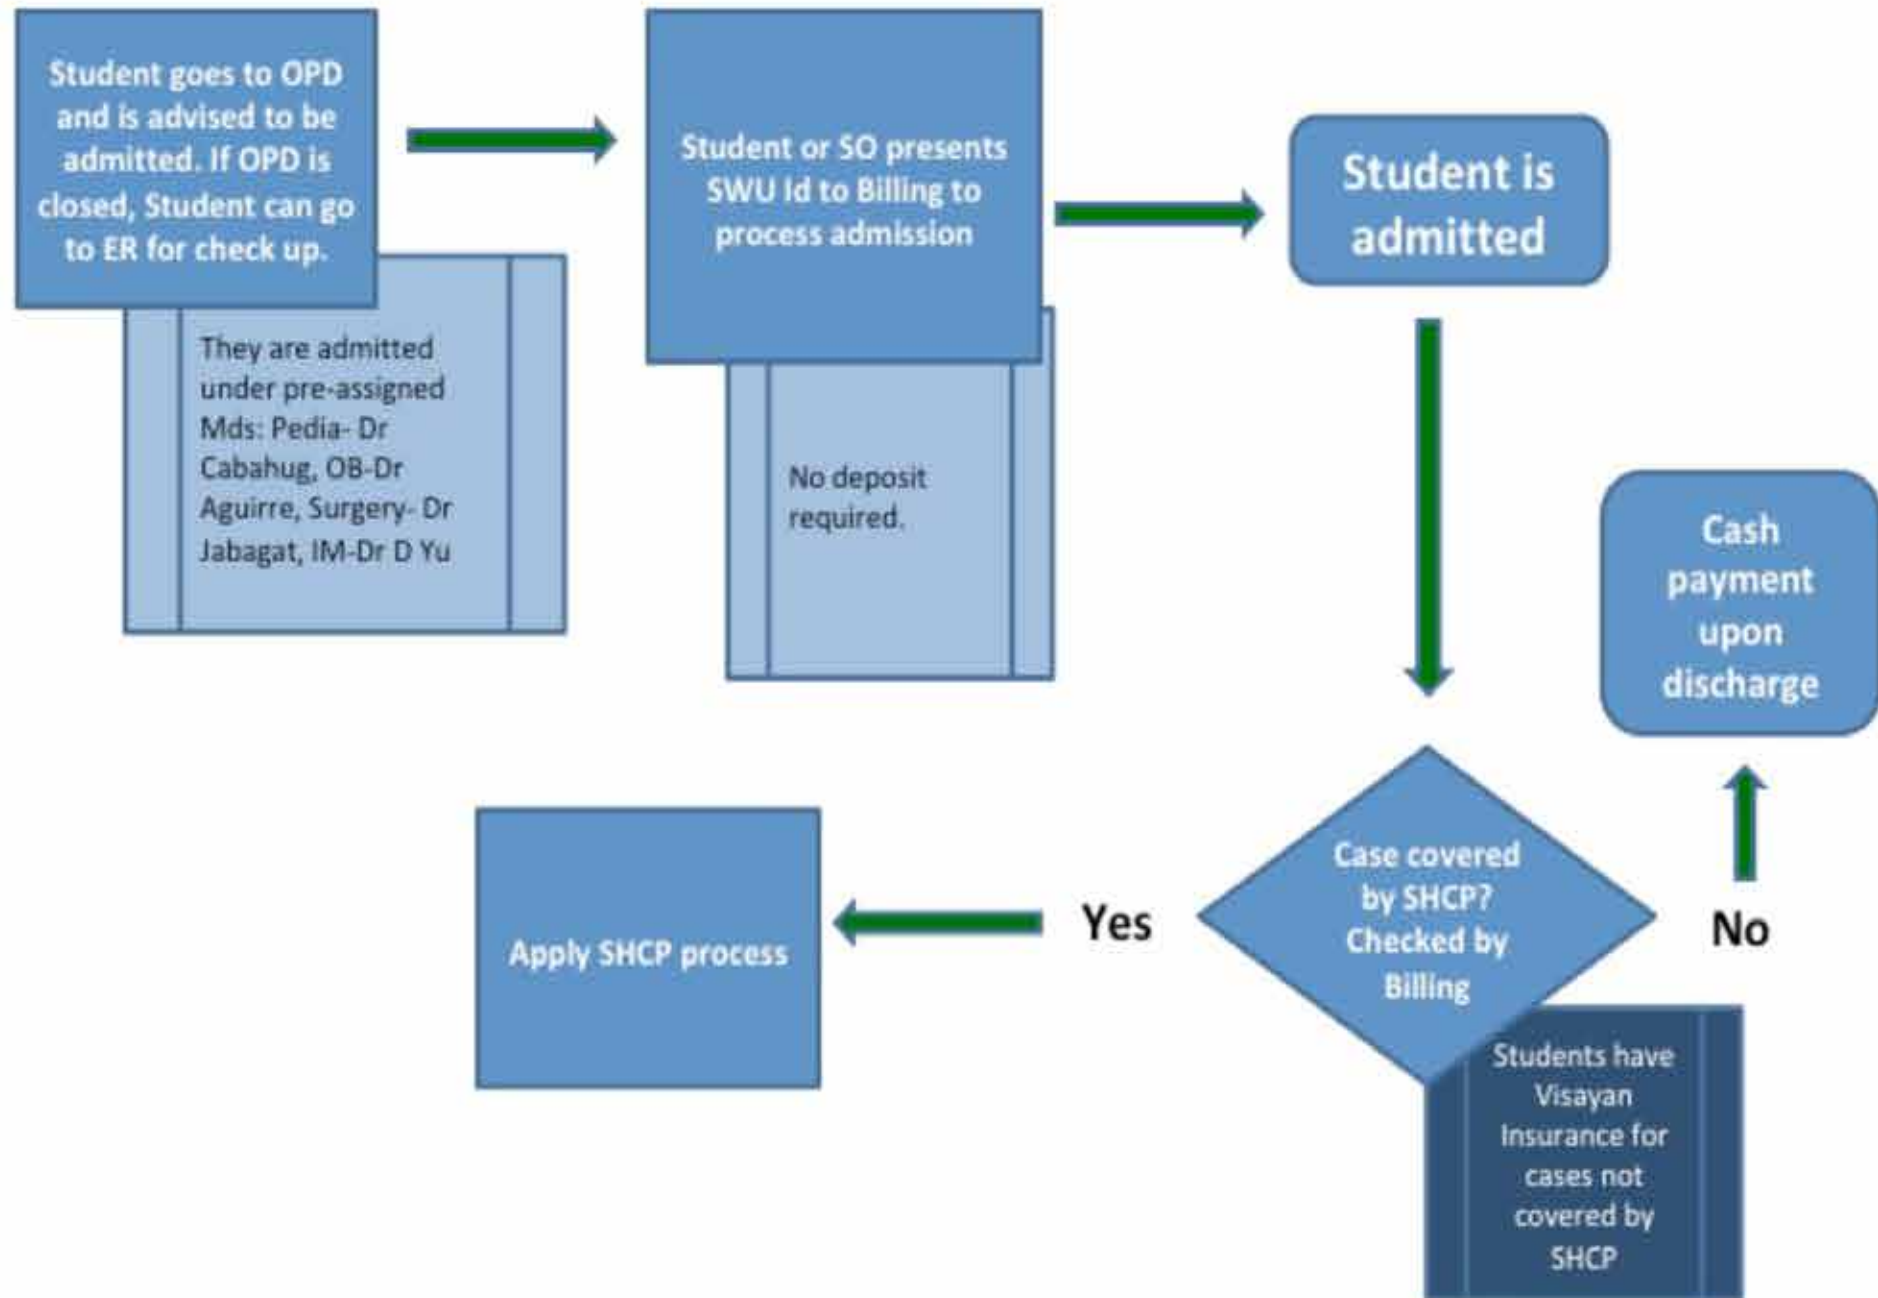 Student goes to OPD
and is advised to be
admitted. If OPD is
closed, Student can go
to ER for check up.
They are admitted
under pre-assigned
Mds: Pedia- Dr
Cabahug, OB-Dr
Aguirre, Surgery- Dr
Jabagat, IM-Dr D Yu
Student or SO presents
SWU Id to Billing to
process admission
No deposit
required.
Student is
admitted
Cash
payment
upon
discharge
Case covered
by SHCP?
Checked by
Billing
No
Yes
Apply SHCP process
Students have
Visayan
Insurance for
cases not
covered by
SHCP